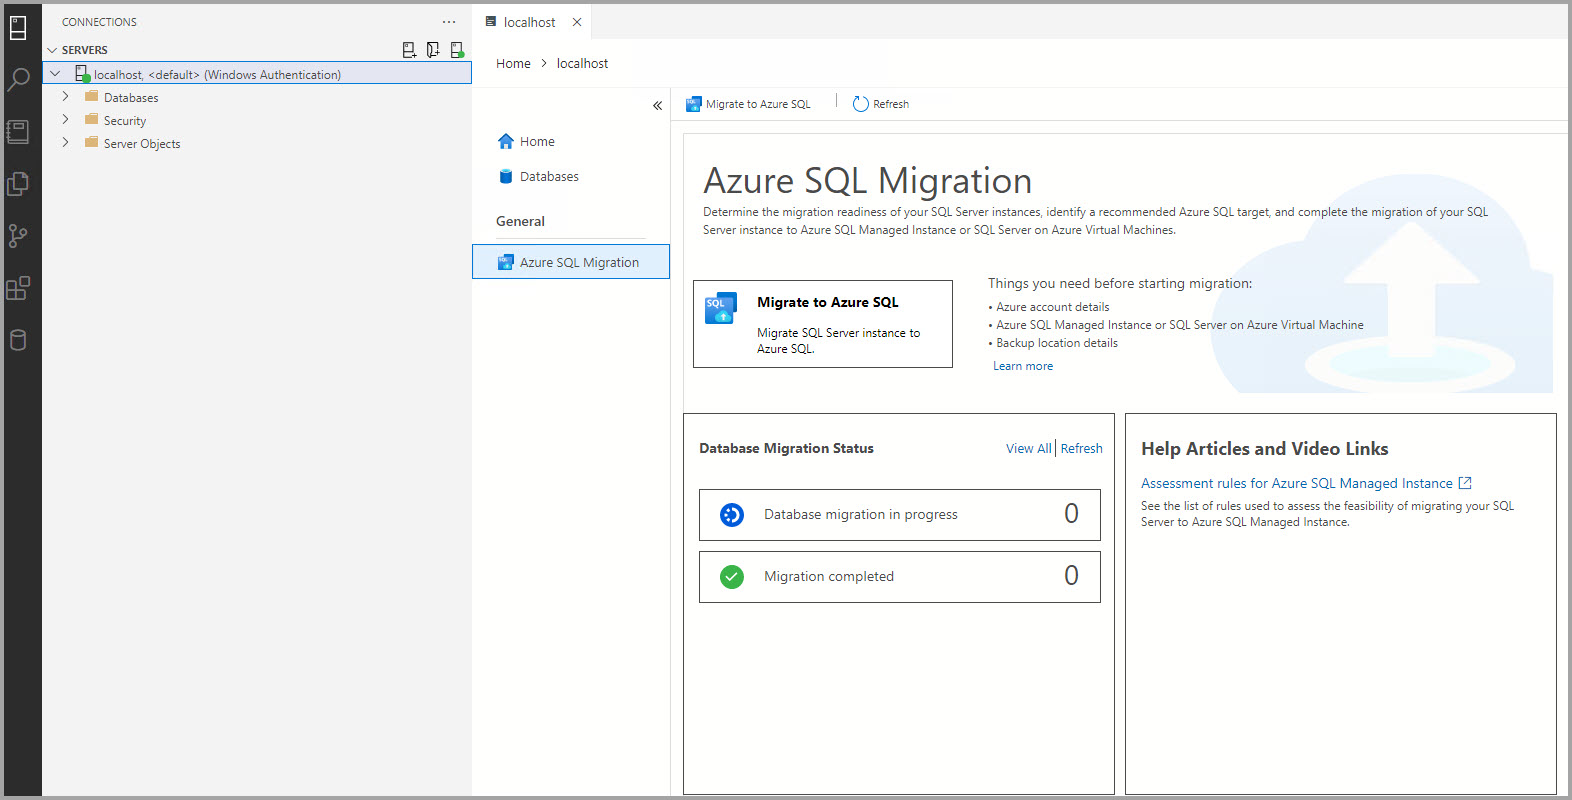 CONNECTIONS
SERVERS
localhost, <default> (Windows Authentication)
Databases
Security
Server Objects
localhost
Home > localhost
Home
Databases
General
Azure SQL Migration
Migrate to Azure SQL
Refresh
Azure SQL Migration
Determine the migration readiness of your SQL Server instances, identify a recommended Azure SQL target, and complete the migration of your SQL
Server instance to Azure SQL Managed Instance or SQL Server on Azure Virtual Machines.
SQL
Migrate to Azure SQL
Migrate SQL Server instance to
Azure SQL.
Things you need before starting migration:
• Azure account details
• Azure SQL Managed Instance or SQL Server on Azure Virtual Machine
• Backup location details
Learn more
Database Migration Status
View All | Refresh
Database migration in progress 0
Migration completed 0
Help Articles and Video Links
Assessment rules for Azure SQL Managed Instance
See the list of rules used to assess the feasibility of migrating your SQL
Server to Azure SQL Managed Instance.